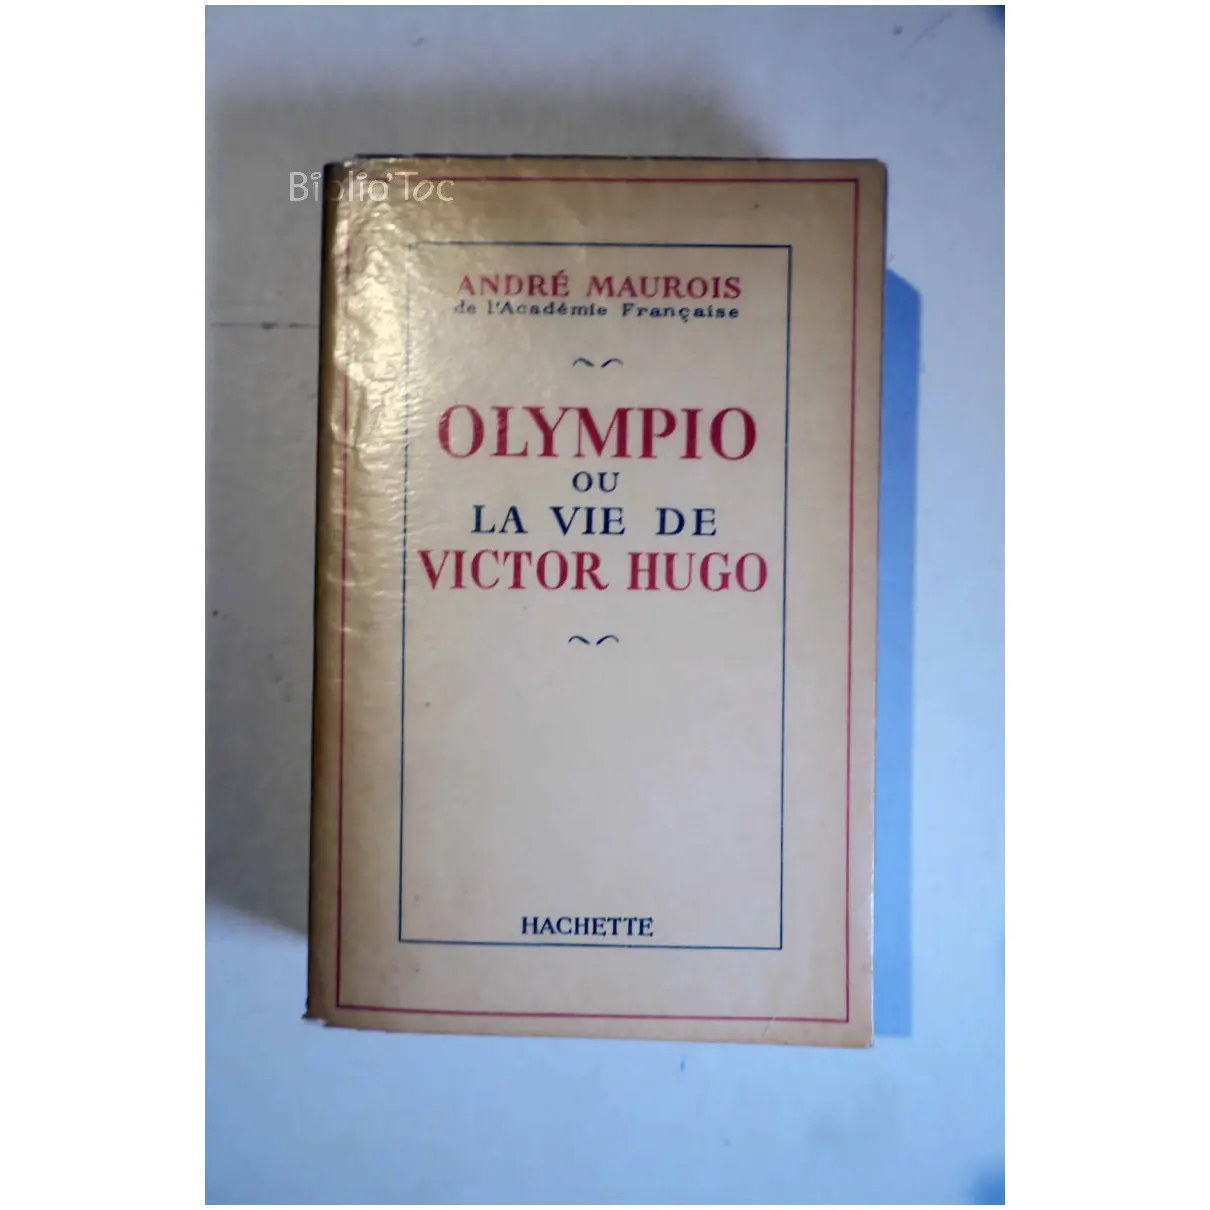 Biblio'Toc
ANDRÉ MAUROIS
de l'Académie Française
OLYMPIO
OU
LA VIE DE
VICTOR HUGO
HACHETTE